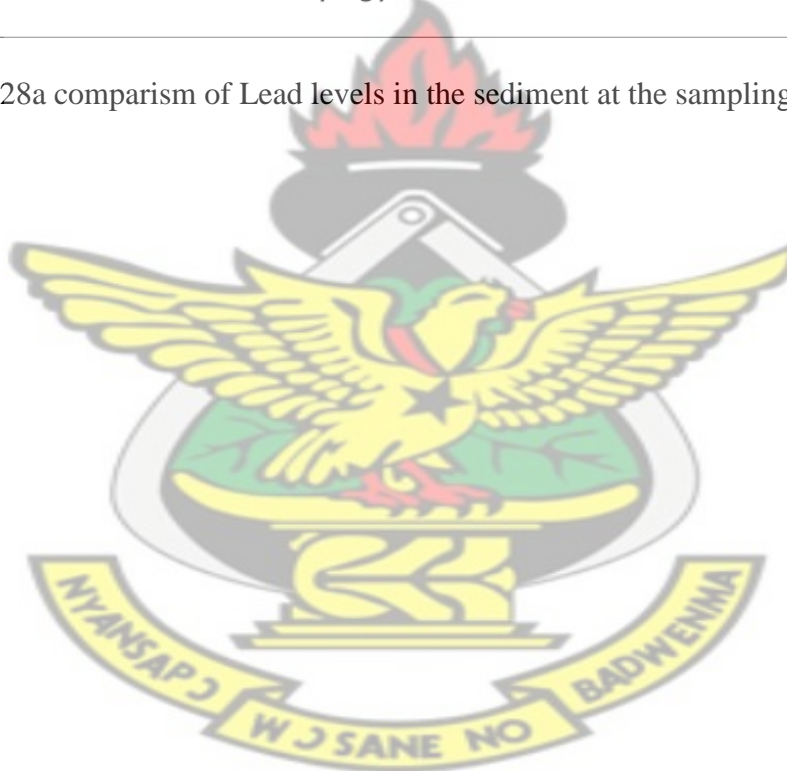 28a comparism of Lead levels in the sediment at the sampling
NYANSAPƆ
WƆSANE NO
BADWENMA